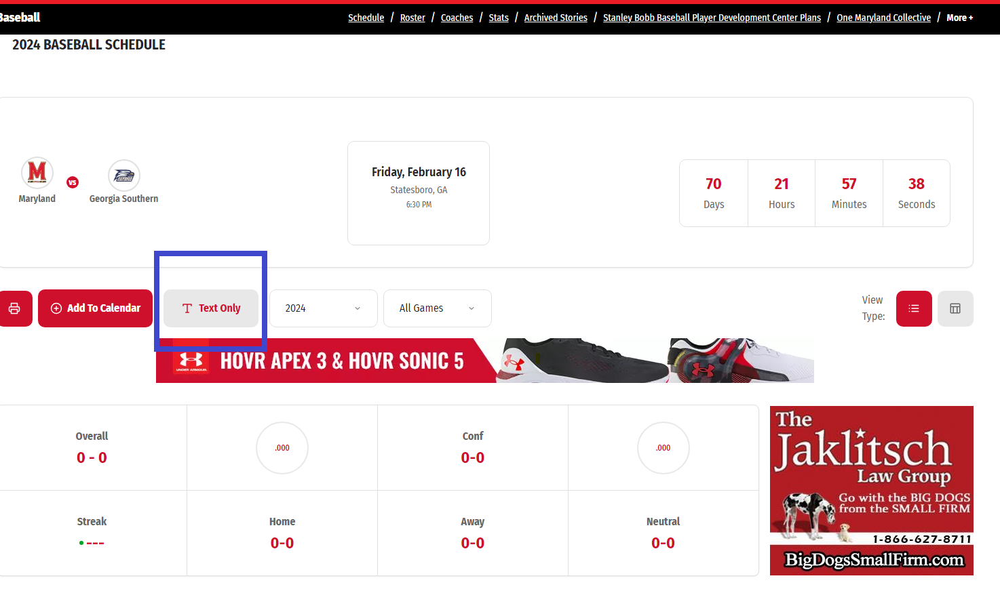 Baseball
Schedule / Roster / Coaches / Stats / Archived Stories / Stanley Bobb Baseball Player Development Center Plans / One Maryland Collective / More +
2024 BASEBALL SCHEDULE
M
Maryland
VS
Georgia Southern
Friday, February 16
Statesboro, GA
6:30 PM
70
Days
21
Hours
57
Minutes
38
Seconds
Add To Calendar
Text Only
2024
All Games
View
Type:
UNDER ARMOUR.
HOVR APEX 3 & HOVR SONIC 5
Overall
0 - 0
.000
Conf
0-0
.000
Streak
---
Home
0-0
Away
0-0
Neutral
0-0
The
Jaklitsch
Law Group
Go with the BIG DOGS
from the SMALL FIRM
1-866-627-8711
BigDogsSmallFirm.com